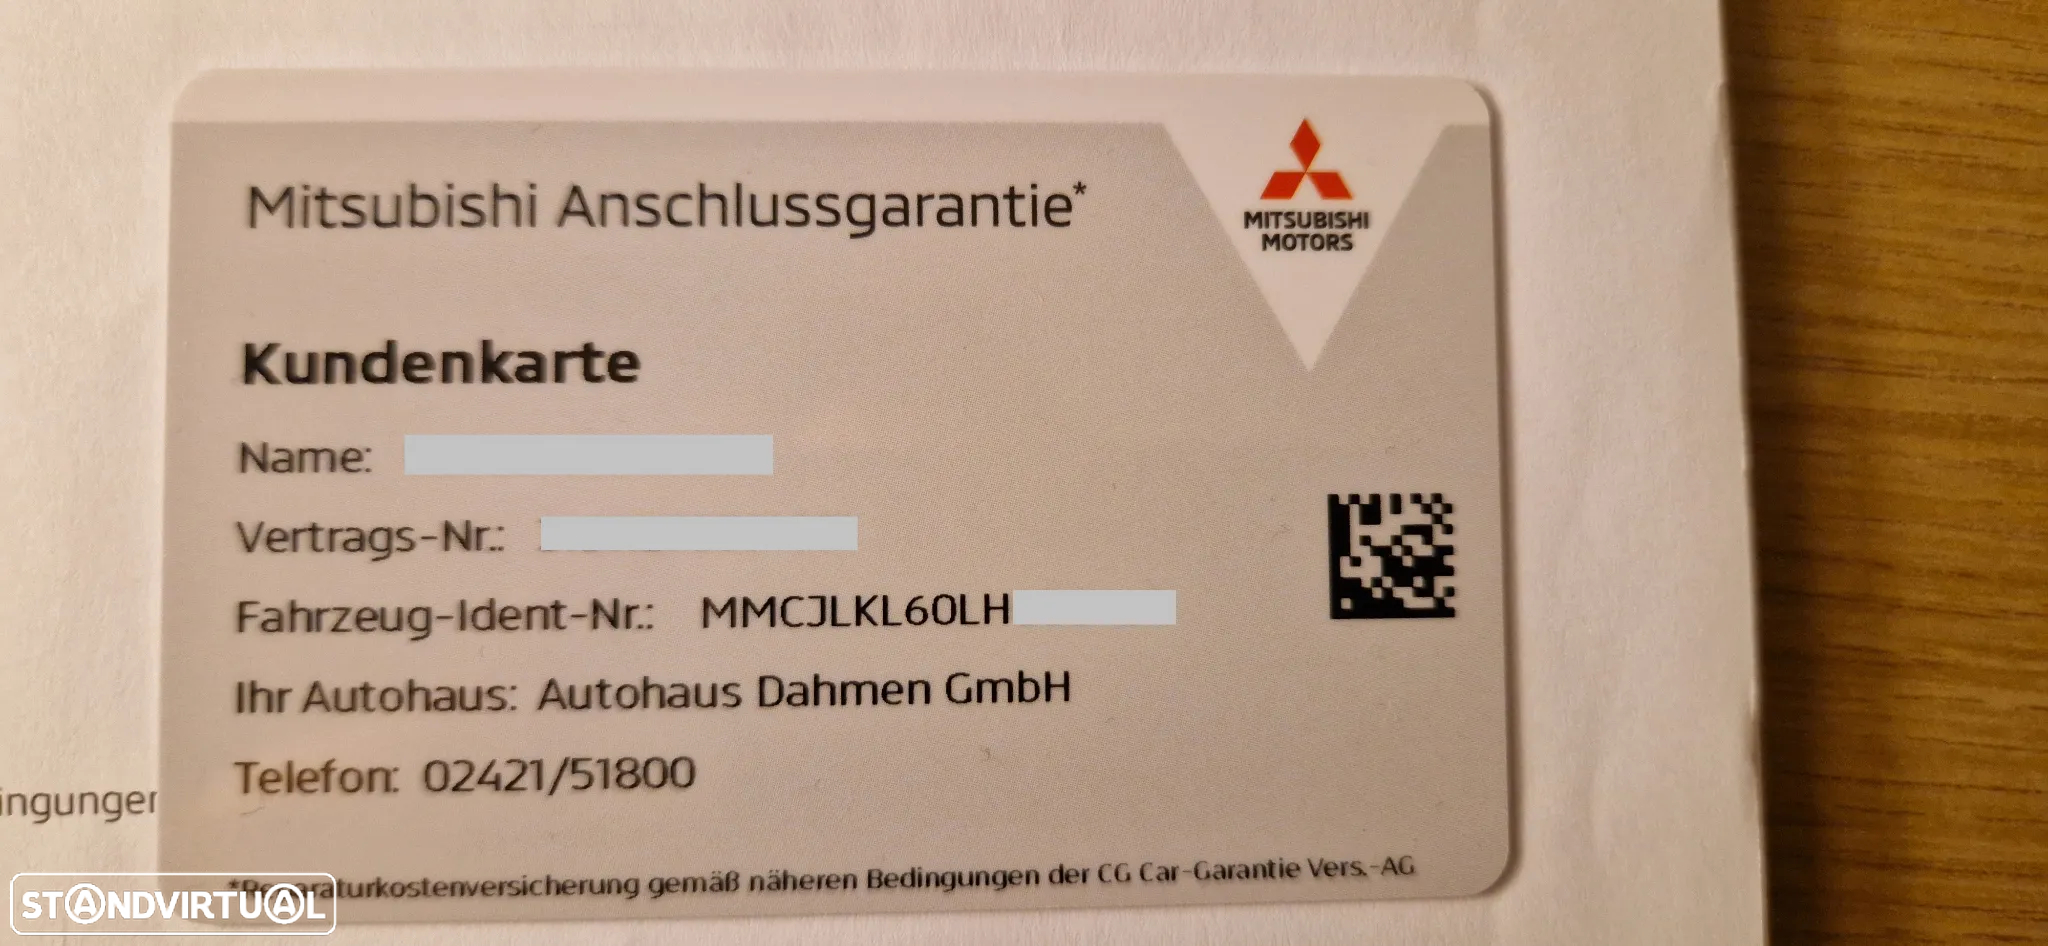 Mitsubishi Anschlussgarantie*
MITSUBISHI
MOTORS
Kundenkarte
Name:
Vertrags-Nr.:
Fahrzeug-Ident-Nr.: MMCJLKL60LH
Ihr Autohaus: Autohaus Dahmen GmbH
Telefon: 02421/51800
ingungen
*Reparaturkostenversicherung gemäß näheren Bedingungen der CG Car-Garantie Vers.-AG
STANDVIRTUAL